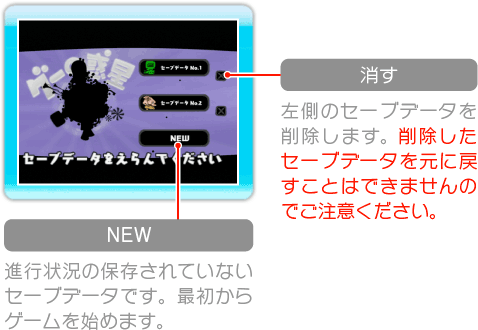 セーブデータ No.1
セーブデータ No.2
NEW
セーブデータをえらんでください
消す
左側のセーブデータを
削除します。削除した
セーブデータを元に戻
すことはできませんの
でご注意ください。
NEW
進行状況の保存されていない
セーブデータです。最初から
ゲームを始めます。